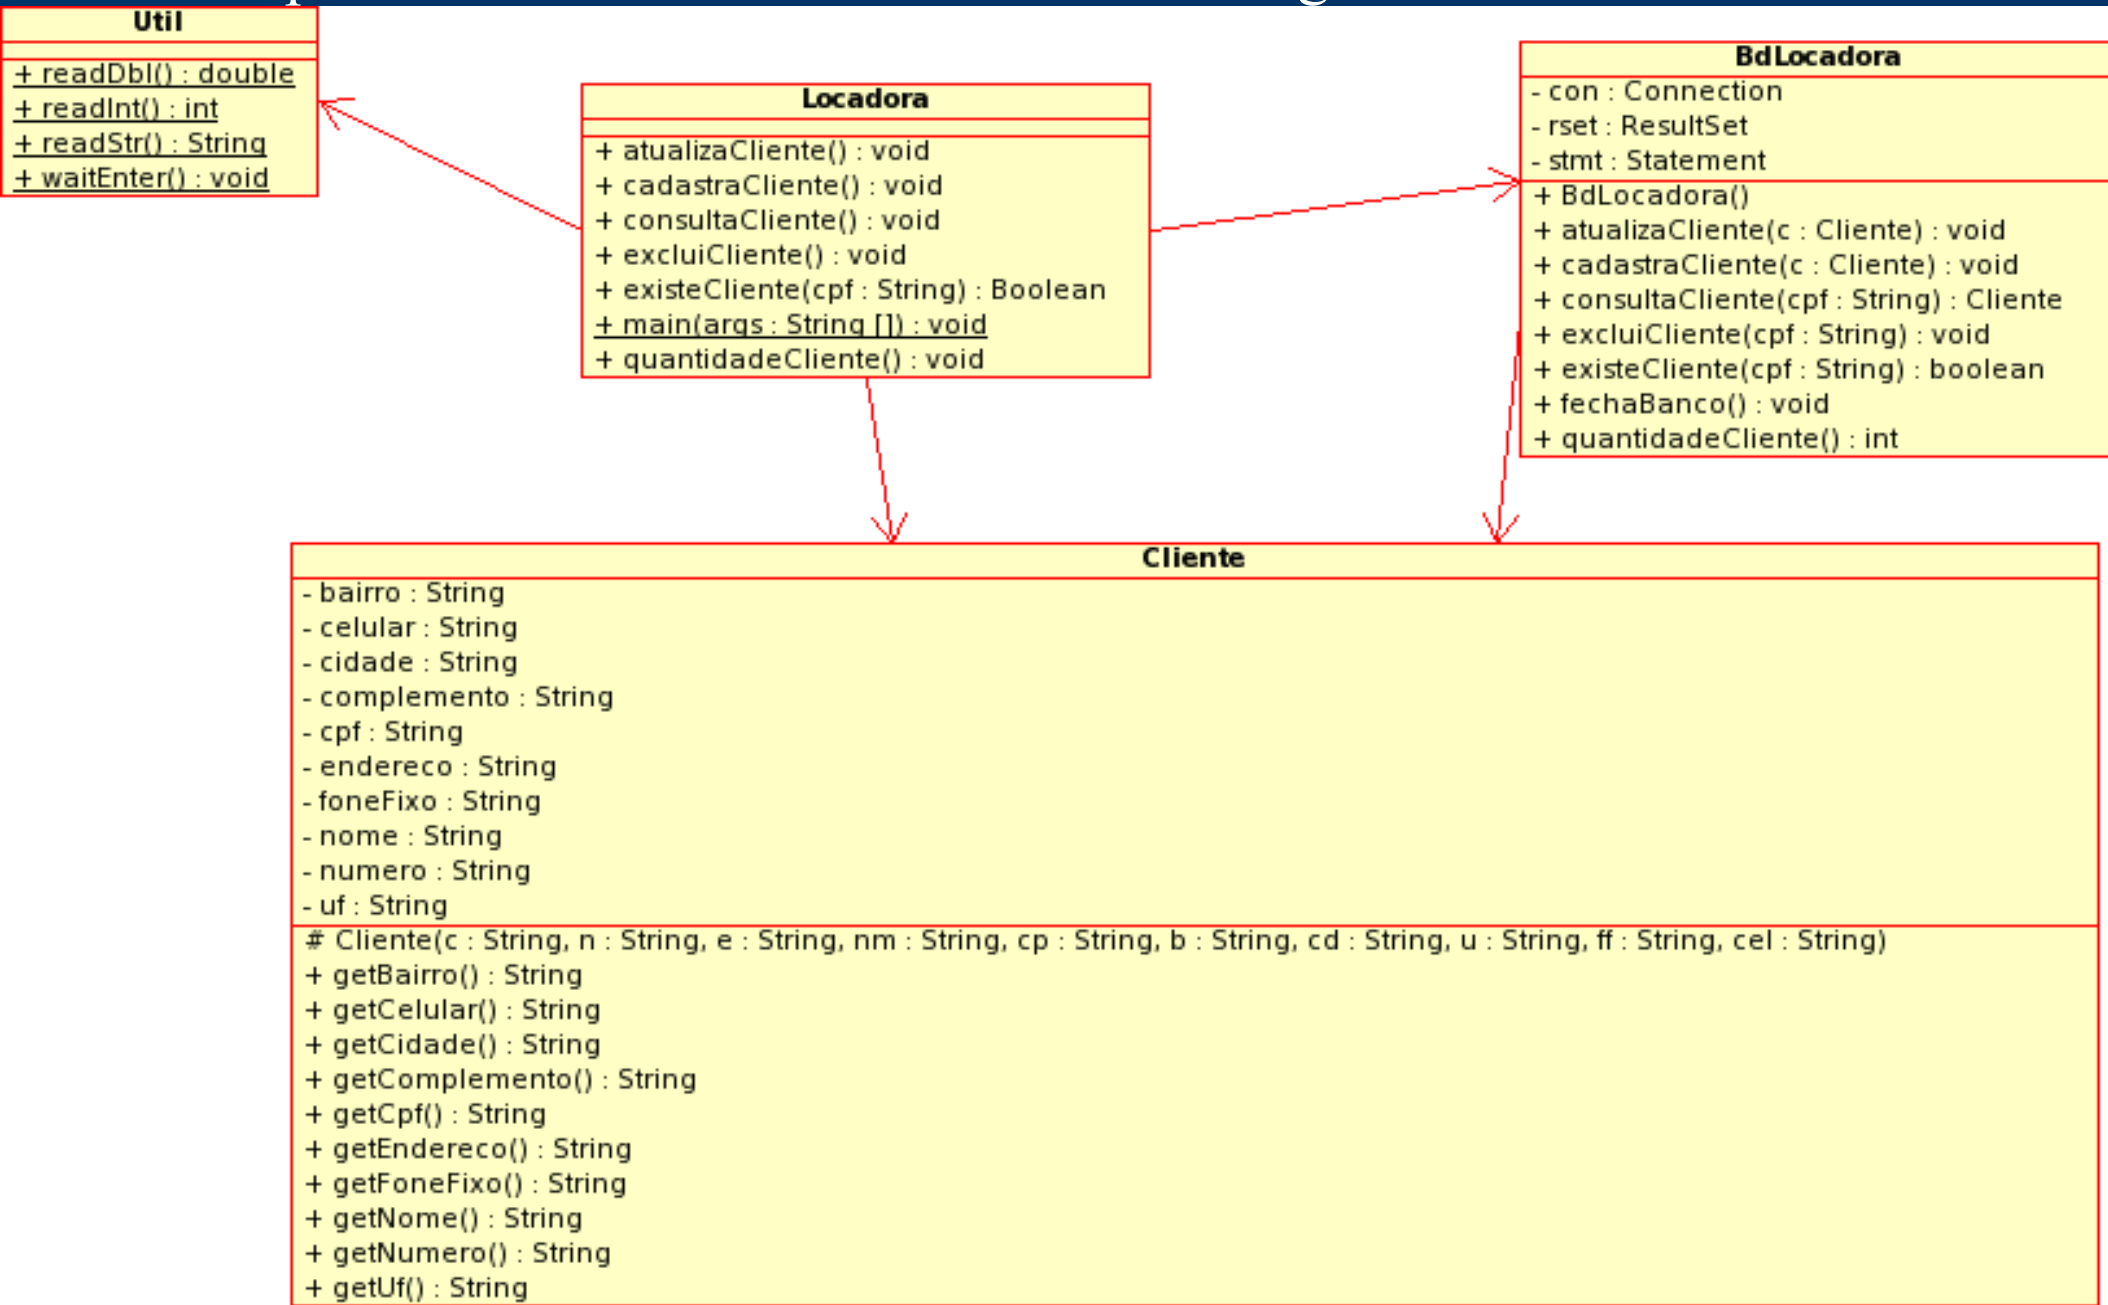 Util
+ readDbl() : double
+ readInt() : int
+ readStr() : String
+ waitEnter() : void
Locadora
+ atualizaCliente() : void
+ cadastraCliente() : void
+ consultaCliente() : void
+ excluiCliente() : void
+ existeCliente(cpf : String) : Boolean
+ main(args : String []) : void
+ quantidadeCliente() : void
BdLocadora
- con : Connection
- rset : ResultSet
- stmt : Statement
+ BdLocadora()
+ atualizaCliente(c : Cliente) : void
+ cadastraCliente(c : Cliente) : void
+ consultaCliente(cpf : String) : Cliente
+ excluiCliente(cpf : String) : void
+ existeCliente(cpf : String) : boolean
+ fechaBanco() : void
+ quantidadeCliente() : int
Cliente
- bairro : String
- celular : String
- cidade : String
- complemento : String
- cpf : String
- endereco : String
- foneFixo : String
- nome : String
- numero : String
- uf : String
# Cliente(c : String, n : String, e : String, nm : String, cp : String, b : String, cd : String, u : String, ff : String, cel : String)
+ getBairro() : String
+ getCelular() : String
+ getCidade() : String
+ getComplemento() : String
+ getCpf() : String
+ getEndereco() : String
+ getFoneFixo() : String
+ getNome() : String
+ getNumero() : String
+ getUf() : String